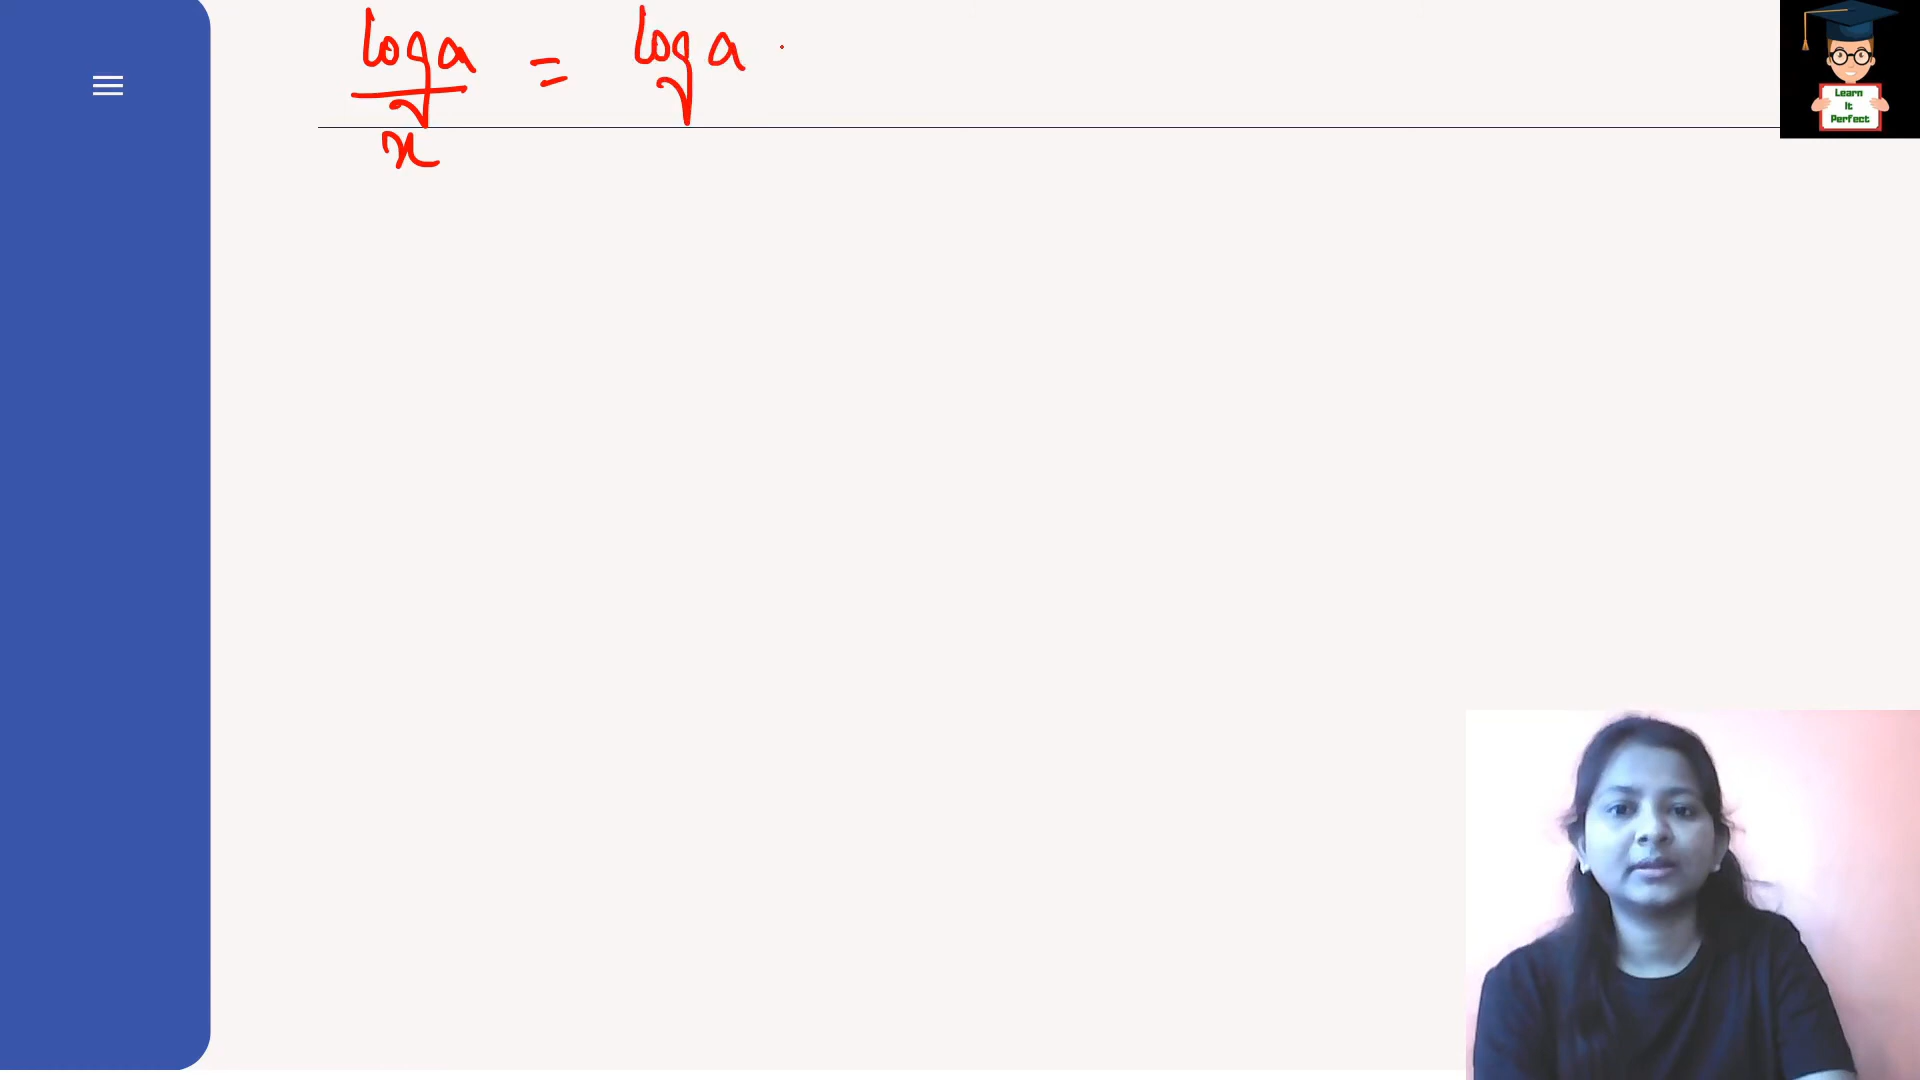 log a = log a
x
Learn
It
Perfect